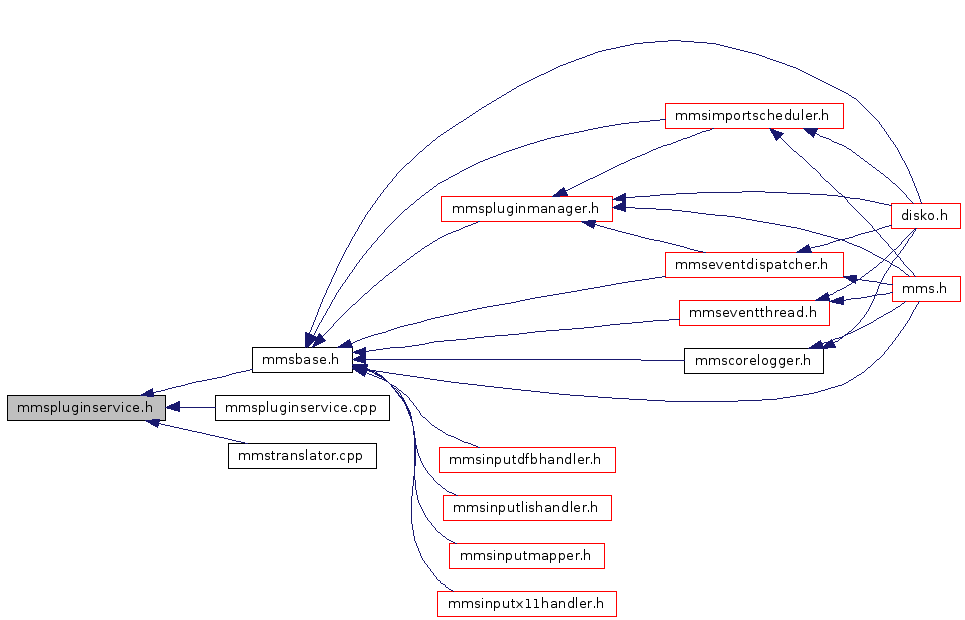 mmsimportscheduler.h
mmspluginmanager.h
disko.h
mmseventdispatcher.h
mms.h
mmseventthread.h
mmsbase.h
mmscorelogger.h
mmspluginservice.h
mmspluginservice.cpp
mmstranslator.cpp
mmsinputdfbhandler.h
mmsinputlishandler.h
mmsinputmapper.h
mmsinputx11handler.h